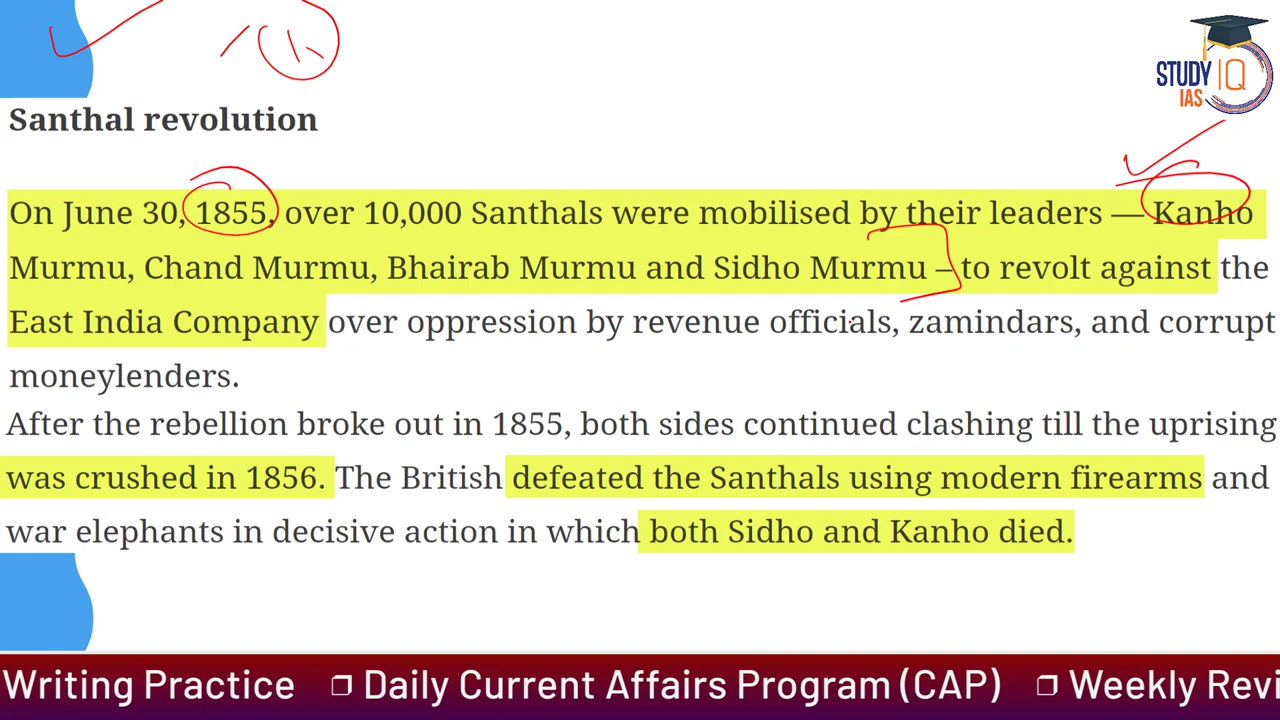 STUDY IQ
IAS
Santhal revolution
On June 30, 1855, over 10,000 Santhals were mobilised by their leaders — Kanho
Murmu, Chand Murmu, Bhairab Murmu and Sidho Murmu – to revolt against the
East India Company over oppression by revenue officials, zamindars, and corrupt
moneylenders.
After the rebellion broke out in 1855, both sides continued clashing till the uprising
was crushed in 1856. The British defeated the Santhals using modern firearms and
war elephants in decisive action in which both Sidho and Kanho died.
Writing Practice ❐ Daily Current Affairs Program (CAP) ❐ Weekly Revi